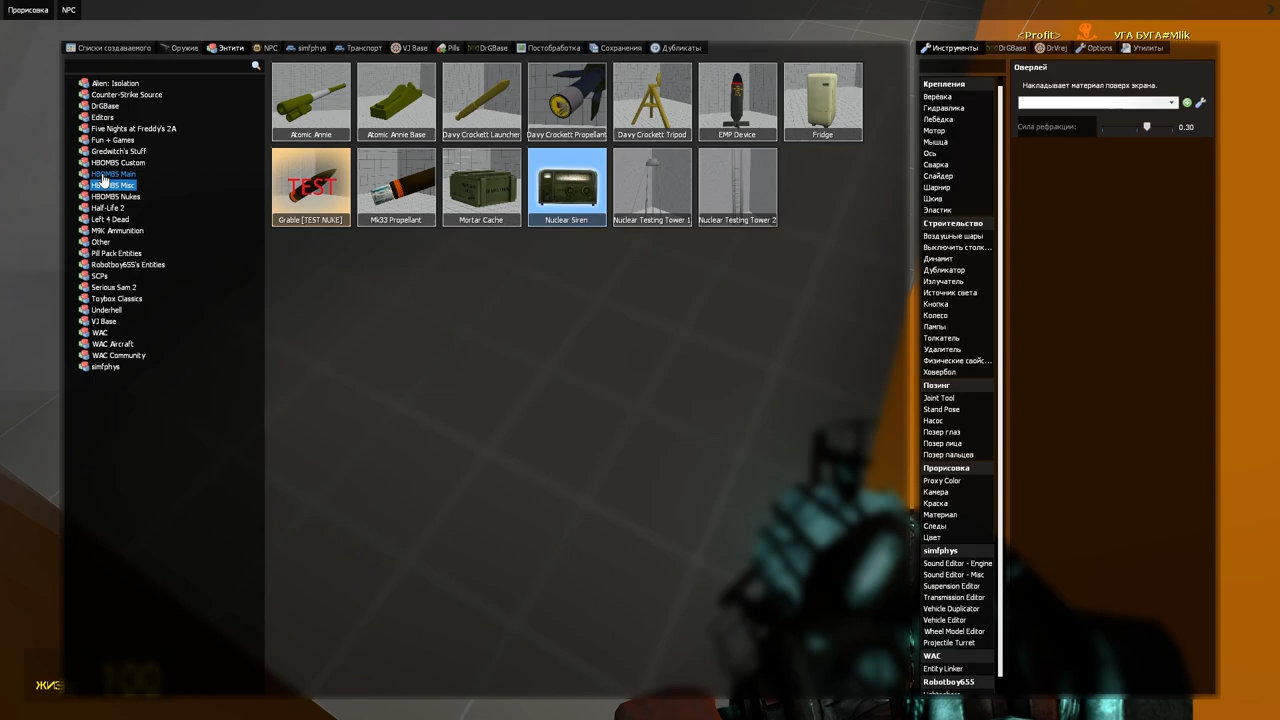 Прорисовка NPC
<Profit> УГА БУГА#Mlik
Списки создаваемого Оружие Энтити NPC simfphys Транспорт VJ Base Pills DrGBase Постобработка Сохранения Дубликаты
Инструменты DrGBase DrVrej Options Утилиты
Alien: Isolation
Counter-Strike Source
DrGBase
Editors
Five Nights at Freddy's 2A
Fun + Games
Gredwitch's Stuff
HBOMBS Custom
HBOMBS Main
HBOMBS Misc
HBOMBS Nukes
Half-Life 2
Left 4 Dead
M9K Ammunition
Other
Pill Pack Entities
Robotboy655's Entities
SCPs
Serious Sam 2
Toybox Classics
Underhell
VJ Base
WAC
WAC Aircraft
WAC Community
simfphys
Atomic Annie
Atomic Annie Base
Davy Crockett Launcher
Davy Crockett Propellant
Davy Crockett Tripod
EMP Device
Fridge
TEST
Grable [TEST NUKE]
Mk33 Propellant
Mortar Cache
Nuclear Siren
Nuclear Testing Tower 1
Nuclear Testing Tower 2
Крепления
Верёвка
Гидравлика
Лебёдка
Мотор
Мышца
Ось
Сварка
Слайдер
Шарнир
Шкив
Эластик
Строительство
Воздушные шары
Выключить столк...
Динамит
Дубликатор
Излучатель
Источник света
Кнопка
Колесо
Лампы
Толкатель
Удалитель
Физические свойс...
Ховербол
Позинг
Joint Tool
Stand Pose
Насос
Позер глаз
Позер лица
Позер пальцев
Прорисовка
Proxy Color
Камера
Краска
Материал
Следы
Цвет
simfphys
Sound Editor - Engine
Sound Editor - Misc
Suspension Editor
Transmission Editor
Vehicle Duplicator
Vehicle Editor
Wheel Model Editor
Projectile Turret
WAC
Entity Linker
Robotboy655
Оверлей
Накладывает материал поверх экрана.
Сила рефракции: 0.30
100